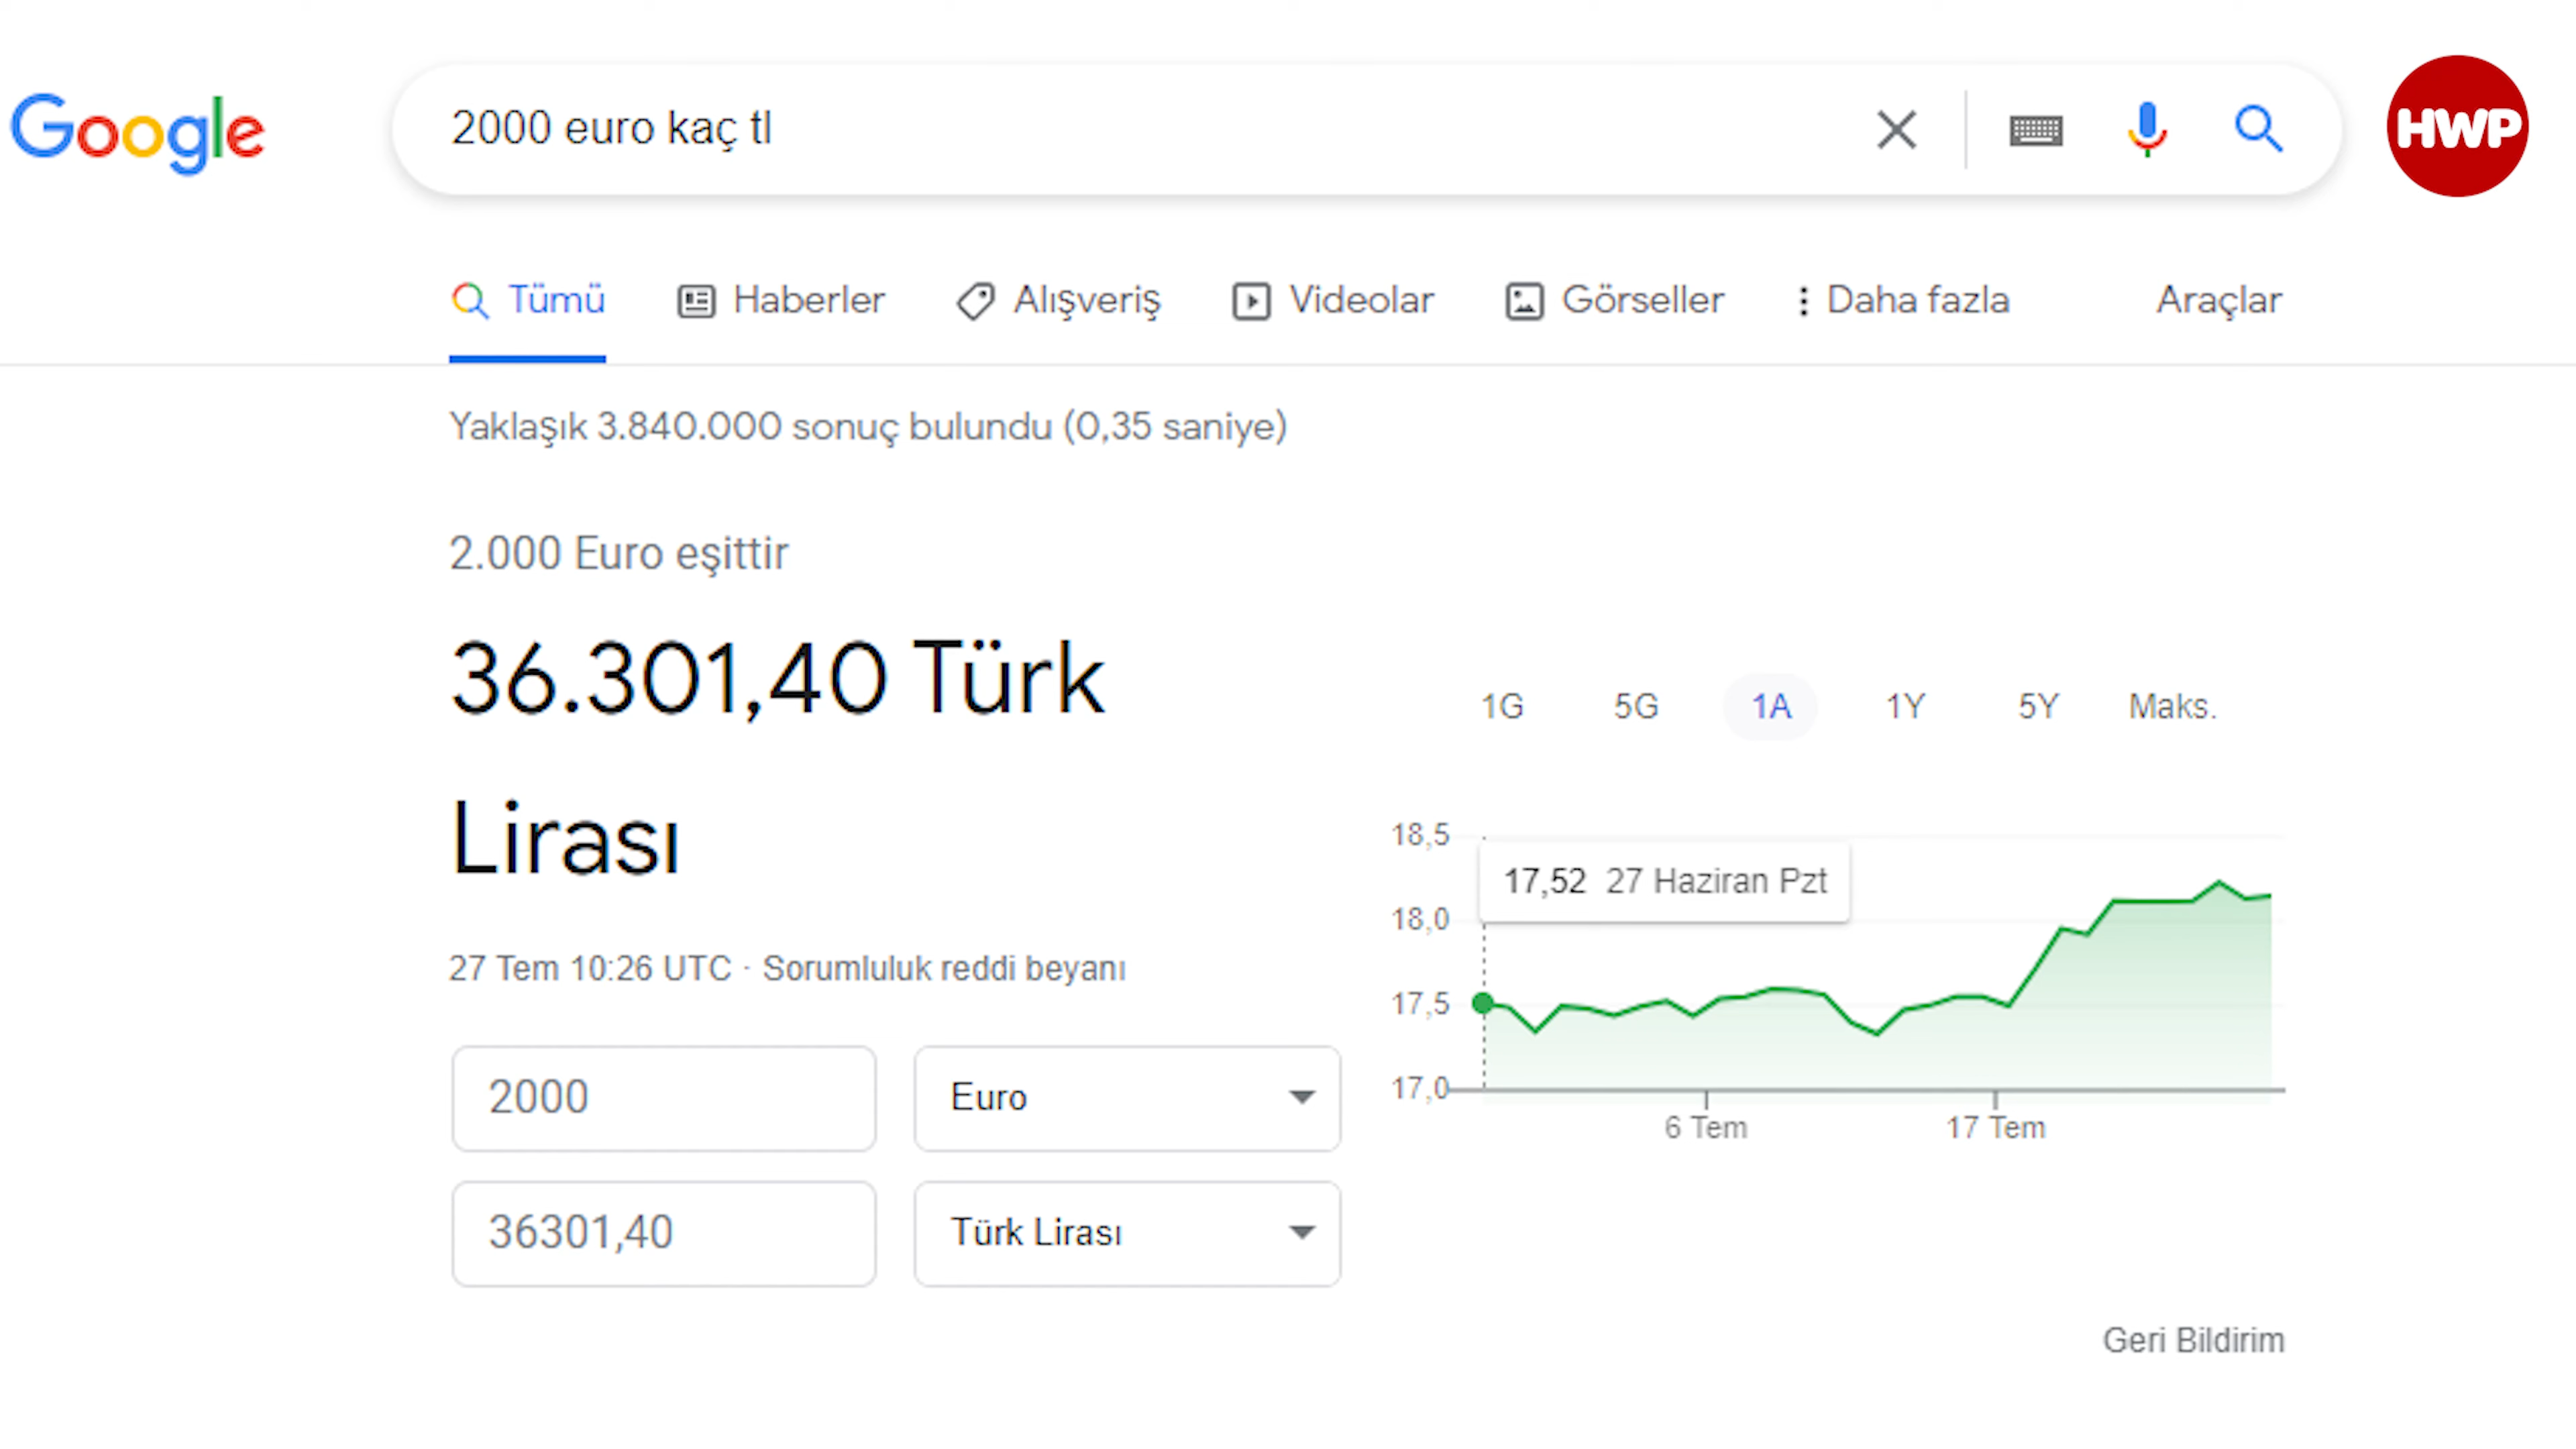 Google
2000 euro kaç tl
HWP
Tümü
Haberler
Alışveriş
Videolar
Görseller
Daha fazla
Araçlar
Yaklaşık 3.840.000 sonuç bulundu (0,35 saniye)
2.000 Euro eşittir
36.301,40 Türk
Lirası
27 Tem 10:26 UTC · Sorumluluk reddi beyanı
2000
Euro
36301,40
Türk Lirası
1G
5G
1A
1Y
5Y
Maks.
18,5
17,52 27 Haziran Pzt
18,0
17,5
17,0
6 Tem
17 Tem
Geri Bildirim